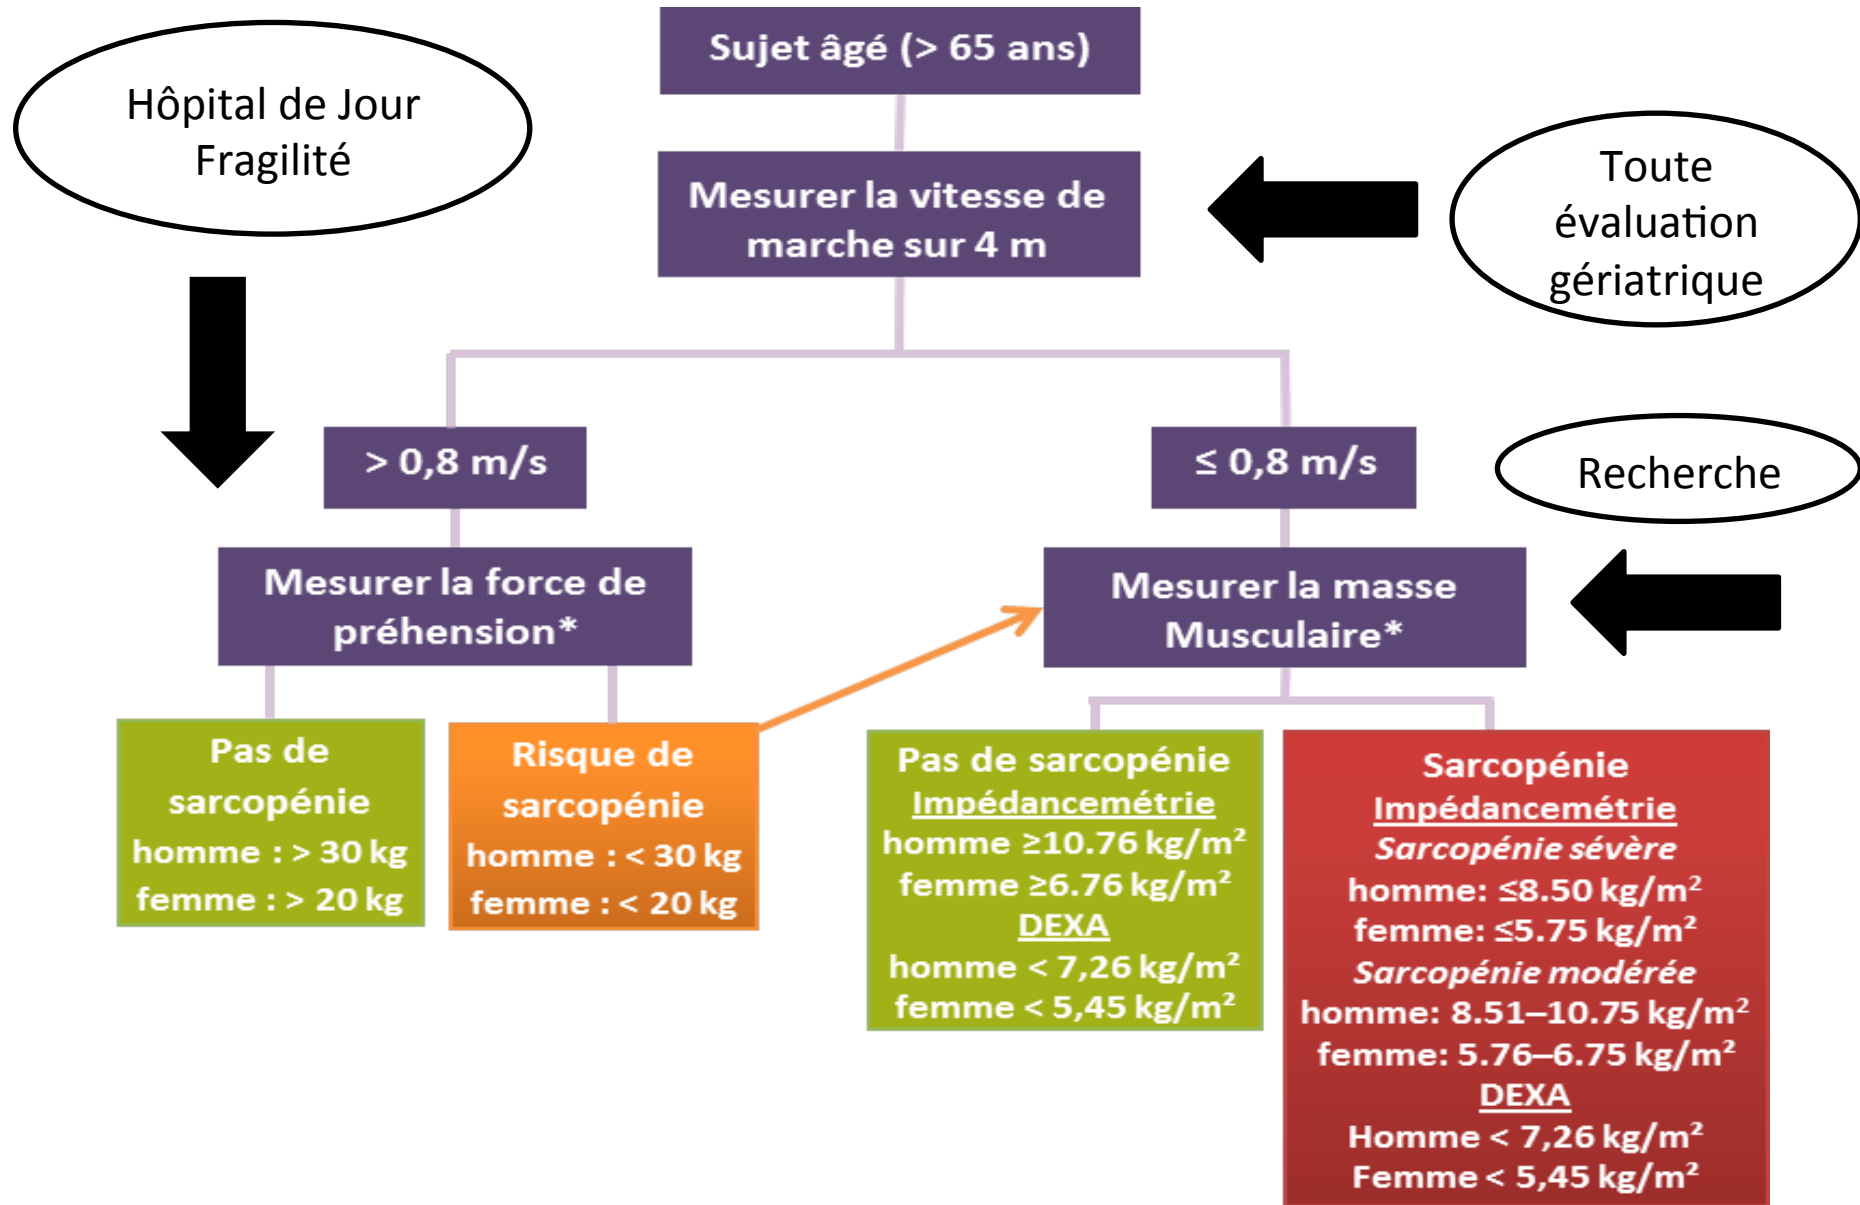 Sujet âgé (> 65 ans)
Hôpital de Jour
Fragilité
Mesurer la vitesse de
marche sur 4 m
Toute
évaluation
gériatrique
> 0,8 m/s
≤ 0,8 m/s
Recherche
Mesurer la force de
préhension*
Mesurer la masse
Musculaire*
Pas de
sarcopénie
homme : > 30 kg
femme : > 20 kg
Risque de
sarcopénie
homme : < 30 kg
femme : < 20 kg
Pas de sarcopénie
Impédancemétrie
homme ≥10.76 kg/m²
femme ≥6.76 kg/m²
DEXA
homme < 7,26 kg/m²
femme < 5,45 kg/m²
Sarcopénie
Impédancemétrie
Sarcopénie sévère
homme: ≤8.50 kg/m²
femme: ≤5.75 kg/m²
Sarcopénie modérée
homme: 8.51–10.75 kg/m²
femme: 5.76–6.75 kg/m²
DEXA
Homme < 7,26 kg/m²
Femme < 5,45 kg/m²